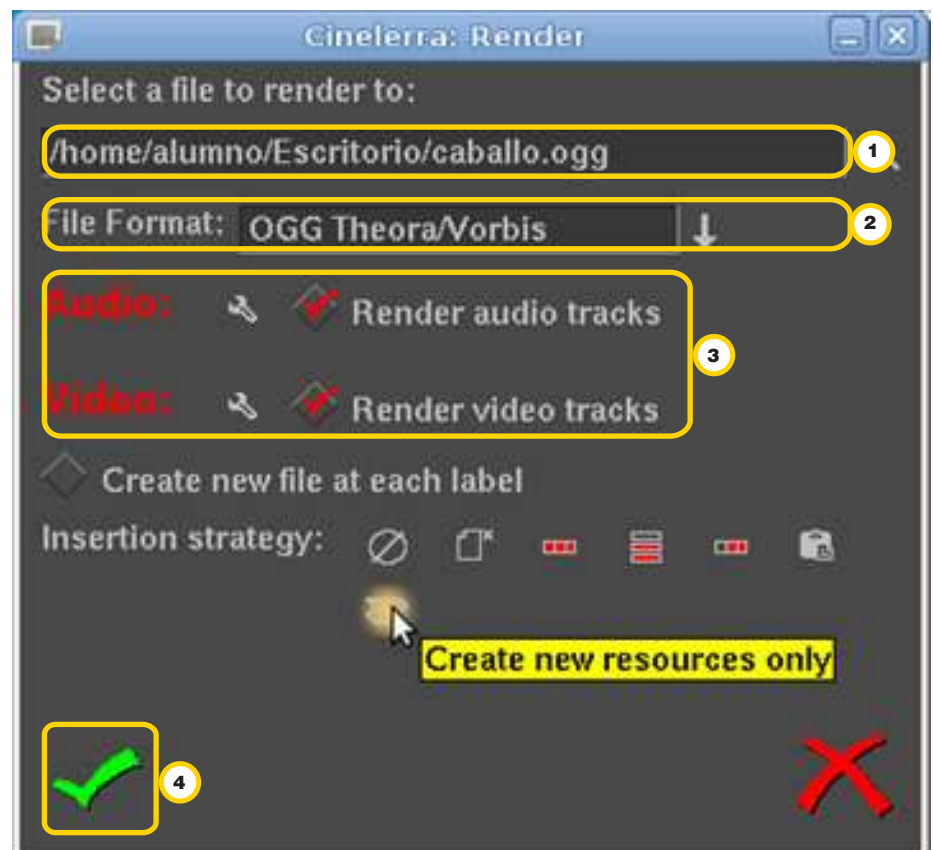 Cinelerra: Render
Select a file to render to:
/home/alumno/Escritorio/caballo.ogg
1
File Format: OGG Theora/Vorbis
2
Audio: Render audio tracks
3
Video: Render video tracks
Create new file at each label
Insertion strategy:
Create new resources only
4